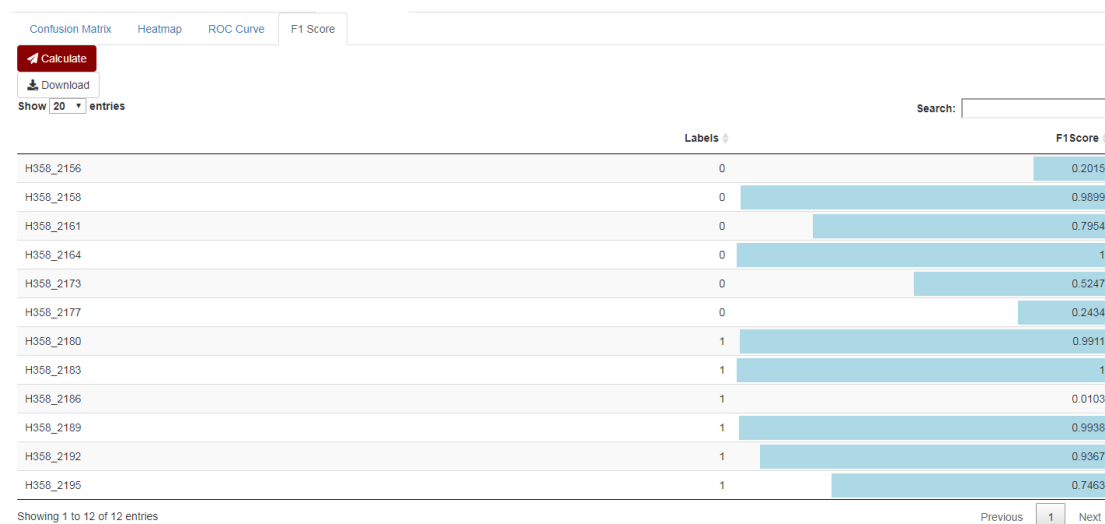 Confusion Matrix Heatmap ROC Curve F1 Score
Calculate
Download
Show 20 entries Search:
Labels F1Score
H358_2156 0 0.2015
H358_2158 0 0.9899
H358_2161 0 0.7954
H358_2164 0 1
H358_2173 0 0.5247
H358_2177 0 0.2434
H358_2180 1 0.9911
H358_2183 1 1
H358_2186 1 0.0103
H358_2189 1 0.9938
H358_2192 1 0.9367
H358_2195 1 0.7463
Showing 1 to 12 of 12 entries Previous 1 Next